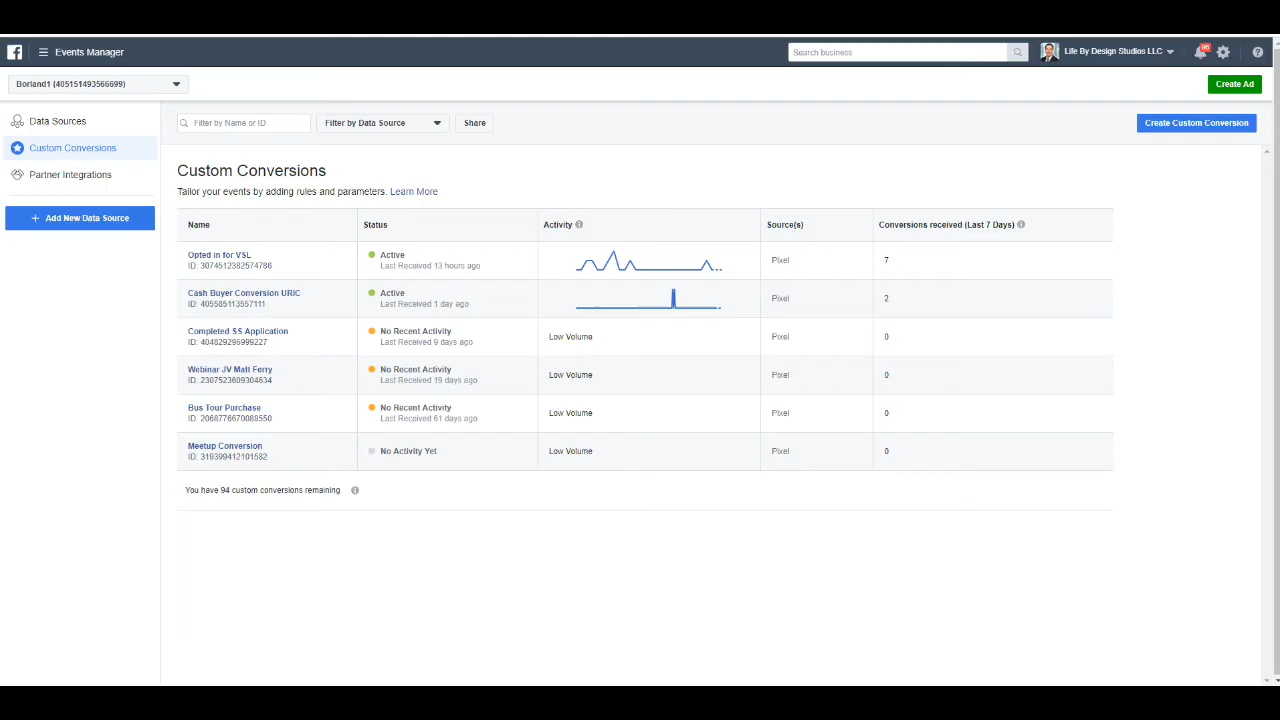 Events Manager
Search business
Life By Design Studios LLC
86
Borland1 (405151493566699)
Create Ad
Data Sources
Custom Conversions
Partner Integrations
+ Add New Data Source
Filter by Name or ID
Filter by Data Source
Share
Create Custom Conversion
Custom Conversions
Tailor your events by adding rules and parameters. Learn More
Name Status Activity Source(s) Conversions received (Last 7 Days)
Opted in for VSL Active Pixel 7
ID: 3074512382574786 Last Received 13 hours ago
Cash Buyer Conversion URIC Active Pixel 2
ID: 405585113557111 Last Received 1 day ago
Completed SS Application No Recent Activity Low Volume Pixel 0
ID: 404829296999227 Last Received 9 days ago
Webinar JV Matt Ferry No Recent Activity Low Volume Pixel 0
ID: 2307523609304634 Last Received 19 days ago
Bus Tour Purchase No Recent Activity Low Volume Pixel 0
ID: 2068776670088550 Last Received 61 days ago
Meetup Conversion No Activity Yet Low Volume Pixel 0
ID: 319399412101582
You have 94 custom conversions remaining